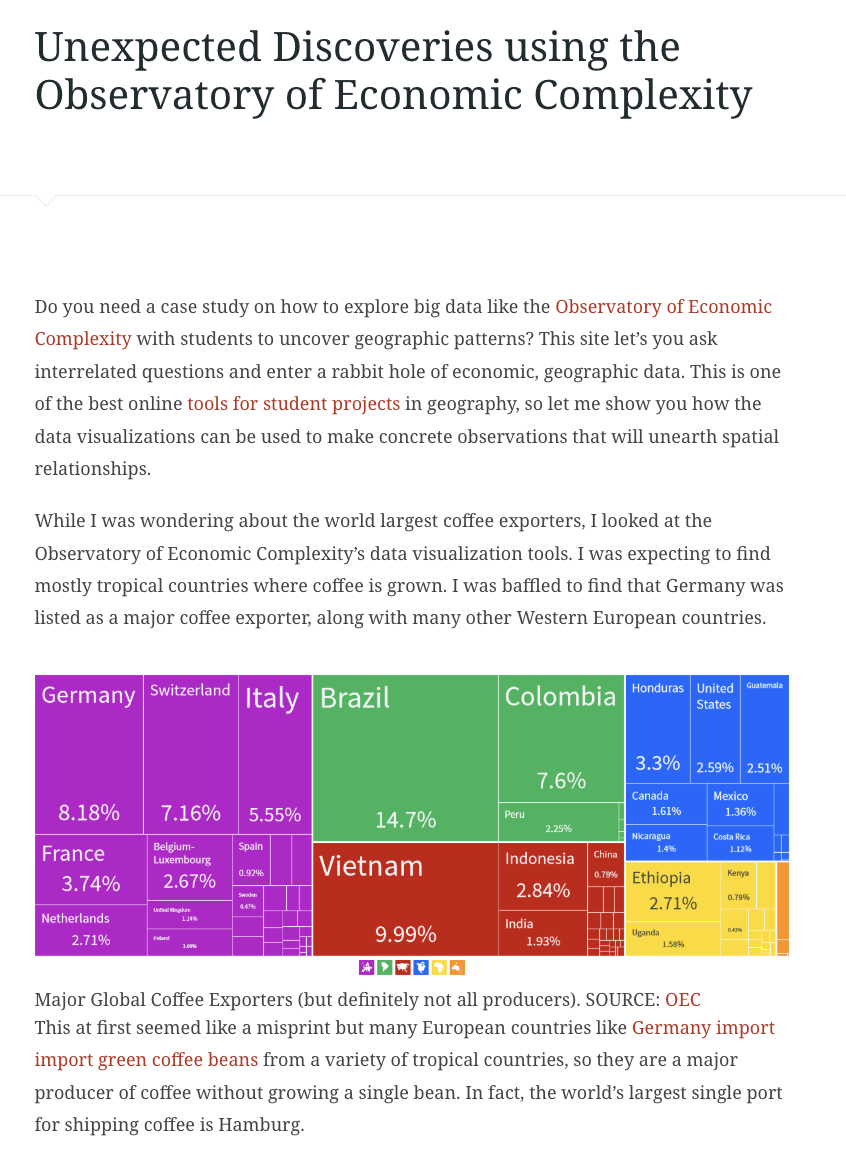 Unexpected Discoveries using the
Observatory of Economic Complexity
Do you need a case study on how to explore big data like the Observatory of Economic
Complexity with students to uncover geographic patterns? This site let’s you ask
interrelated questions and enter a rabbit hole of economic, geographic data. This is one
of the best online tools for student projects in geography, so let me show you how the
data visualizations can be used to make concrete observations that will unearth spatial
relationships.
While I was wondering about the world largest coffee exporters, I looked at the
Observatory of Economic Complexity’s data visualization tools. I was expecting to find
mostly tropical countries where coffee is grown. I was baffled to find that Germany was
listed as a major coffee exporter, along with many other Western European countries.
Germany
8.18%
Switzerland
7.16%
Italy
5.55%
France
3.74%
Netherlands
2.71%
Belgium-
Luxembourg
2.67%
United Kingdom
1.14%
Poland
Spain
0.92%
Sweden
0.47%
Brazil
14.7%
Colombia
7.6%
Peru
2.25%
Vietnam
9.99%
Indonesia
2.84%
India
1.93%
China
0.78%
Honduras
3.3%
United
States
2.59%
Guatemala
2.51%
Canada
1.61%
Mexico
1.36%
Nicaragua
1.4%
Costa Rica
1.12%
Ethiopia
2.71%
Uganda
1.58%
Kenya
0.79%
Major Global Coffee Exporters (but definitely not all producers). SOURCE: OEC
This at first seemed like a misprint but many European countries like Germany import
import green coffee beans from a variety of tropical countries, so they are a major
producer of coffee without growing a single bean. In fact, the world’s largest single port
for shipping coffee is Hamburg.